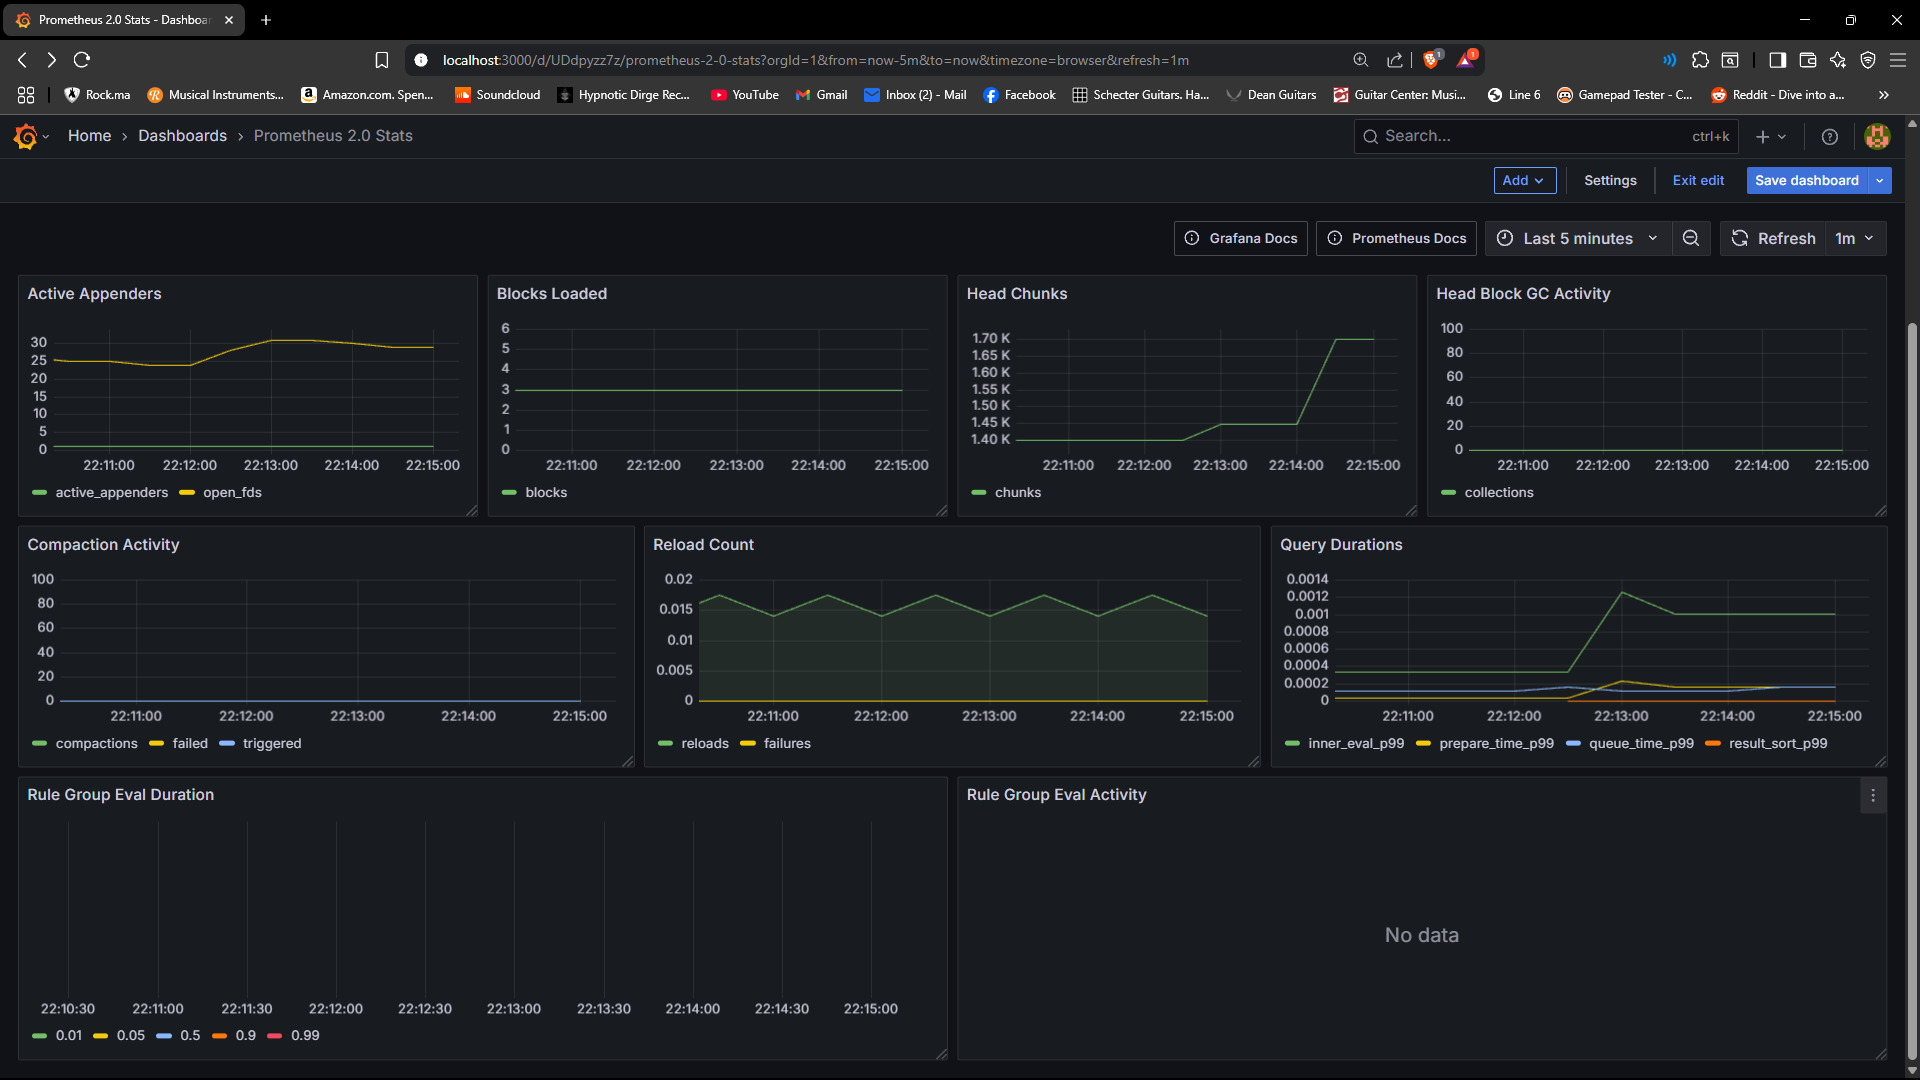 Prometheus 2.0 Stats - Dashboa
localhost:3000/d/UDdpyzz7z/prometheus-2-0-stats?orgId=1&from=now-5m&to=now&timezone=browser&refresh=1m
1
1
Rock.ma
Musical Instruments...
Amazon.com. Spen...
Soundcloud
Hypnotic Dirge Rec...
YouTube
Gmail
Inbox (2) - Mail
Facebook
Schecter Guitars. Ha...
Dean Guitars
Guitar Center: Musi...
Line 6
Gamepad Tester - C...
Reddit - Dive into a...
Home > Dashboards > Prometheus 2.0 Stats
Search...
ctrl+k
Add
Settings
Exit edit
Save dashboard
Grafana Docs
Prometheus Docs
Last 5 minutes
Refresh
1m
Active Appenders
30
25
20
15
10
5
0
22:11:00 22:12:00 22:13:00 22:14:00 22:15:00
active_appenders open_fds
Blocks Loaded
6
5
4
3
2
1
0
22:11:00 22:12:00 22:13:00 22:14:00 22:15:00
blocks
Head Chunks
1.70 K
1.65 K
1.60 K
1.55 K
1.50 K
1.45 K
1.40 K
22:11:00 22:12:00 22:13:00 22:14:00 22:15:00
chunks
Head Block GC Activity
100
80
60
40
20
0
22:11:00 22:12:00 22:13:00 22:14:00 22:15:00
collections
Compaction Activity
100
80
60
40
20
0
22:11:00 22:12:00 22:13:00 22:14:00 22:15:00
compactions failed triggered
Reload Count
0.02
0.015
0.01
0.005
0
22:11:00 22:12:00 22:13:00 22:14:00 22:15:00
reloads failures
Query Durations
0.0014
0.0012
0.001
0.0008
0.0006
0.0004
0.0002
0
22:11:00 22:12:00 22:13:00 22:14:00 22:15:00
inner_eval_p99 prepare_time_p99 queue_time_p99 result_sort_p99
Rule Group Eval Duration
22:10:30 22:11:00 22:11:30 22:12:00 22:12:30 22:13:00 22:13:30 22:14:00 22:14:30 22:15:00
0.01 0.05 0.5 0.9 0.99
Rule Group Eval Activity
No data